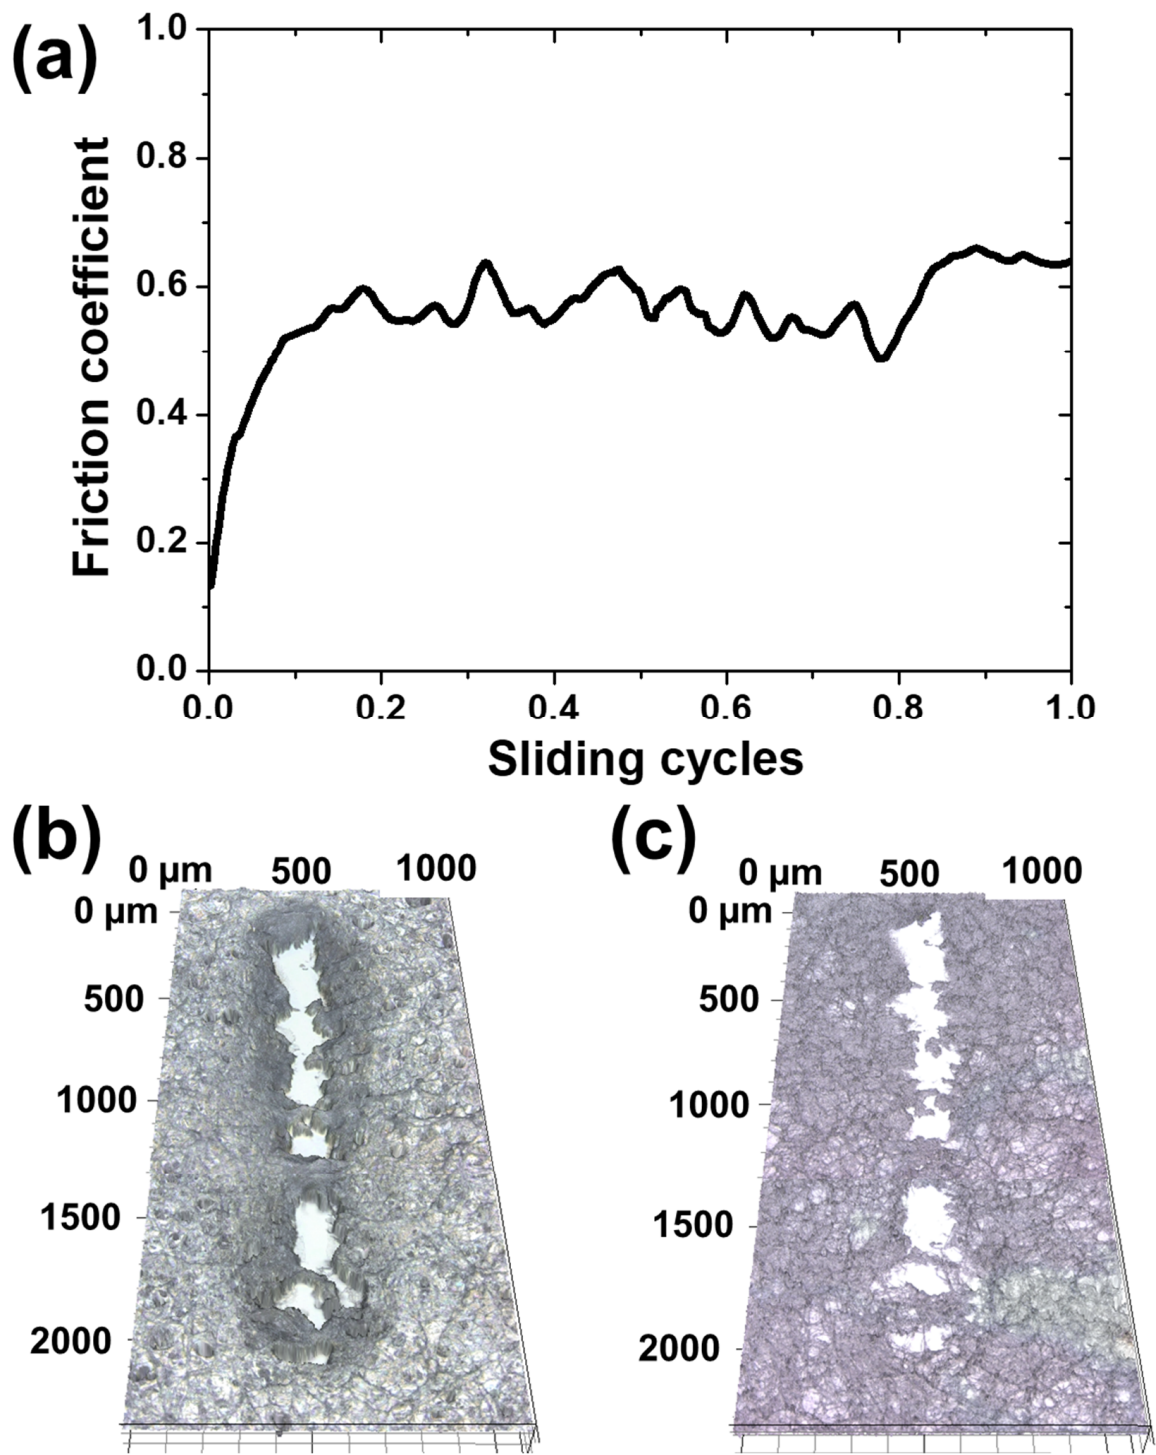 (a)
Friction coefficient
1.0
0.8
0.6
0.4
0.2
0.0
0.0 0.2 0.4 0.6 0.8 1.0
Sliding cycles
(b)
0 µm 500 1000
0 µm
500
1000
1500
2000
(c)
0 µm 500 1000
0 µm
500
1000
1500
2000